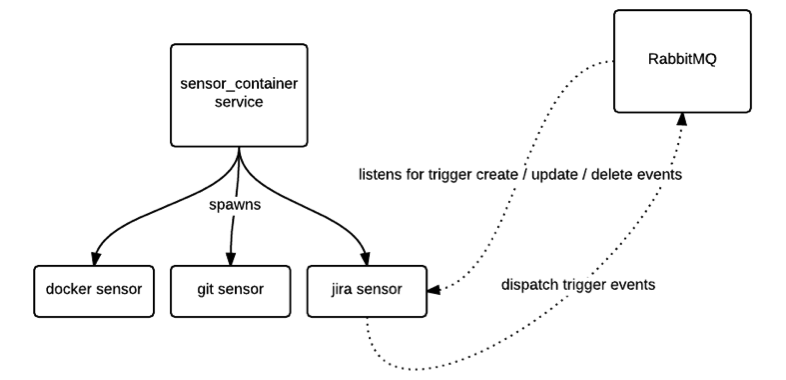 RabbitMQ
sensor_container
service
listens for trigger create / update / delete events
spawns
docker sensor
git sensor
jira sensor
dispatch trigger events